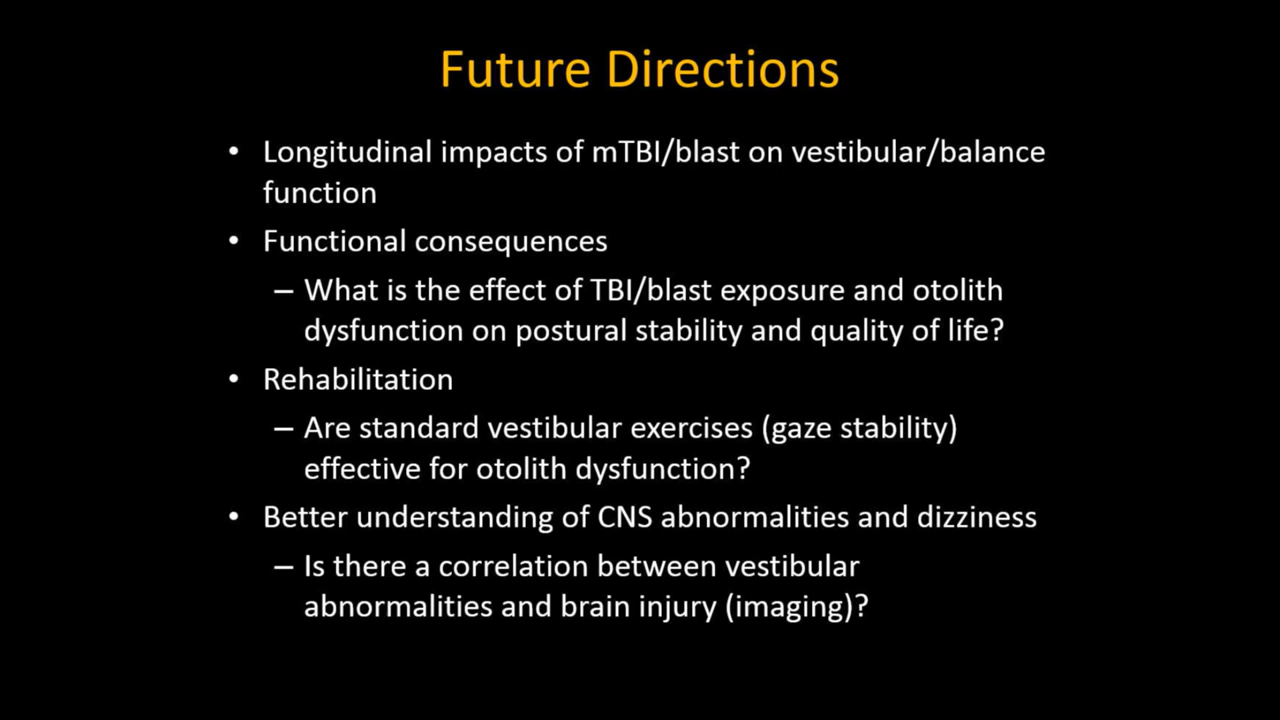 Future Directions
• Longitudinal impacts of mTBI/blast on vestibular/balance
function
• Functional consequences
– What is the effect of TBI/blast exposure and otolith
dysfunction on postural stability and quality of life?
• Rehabilitation
– Are standard vestibular exercises (gaze stability)
effective for otolith dysfunction?
• Better understanding of CNS abnormalities and dizziness
– Is there a correlation between vestibular
abnormalities and brain injury (imaging)?